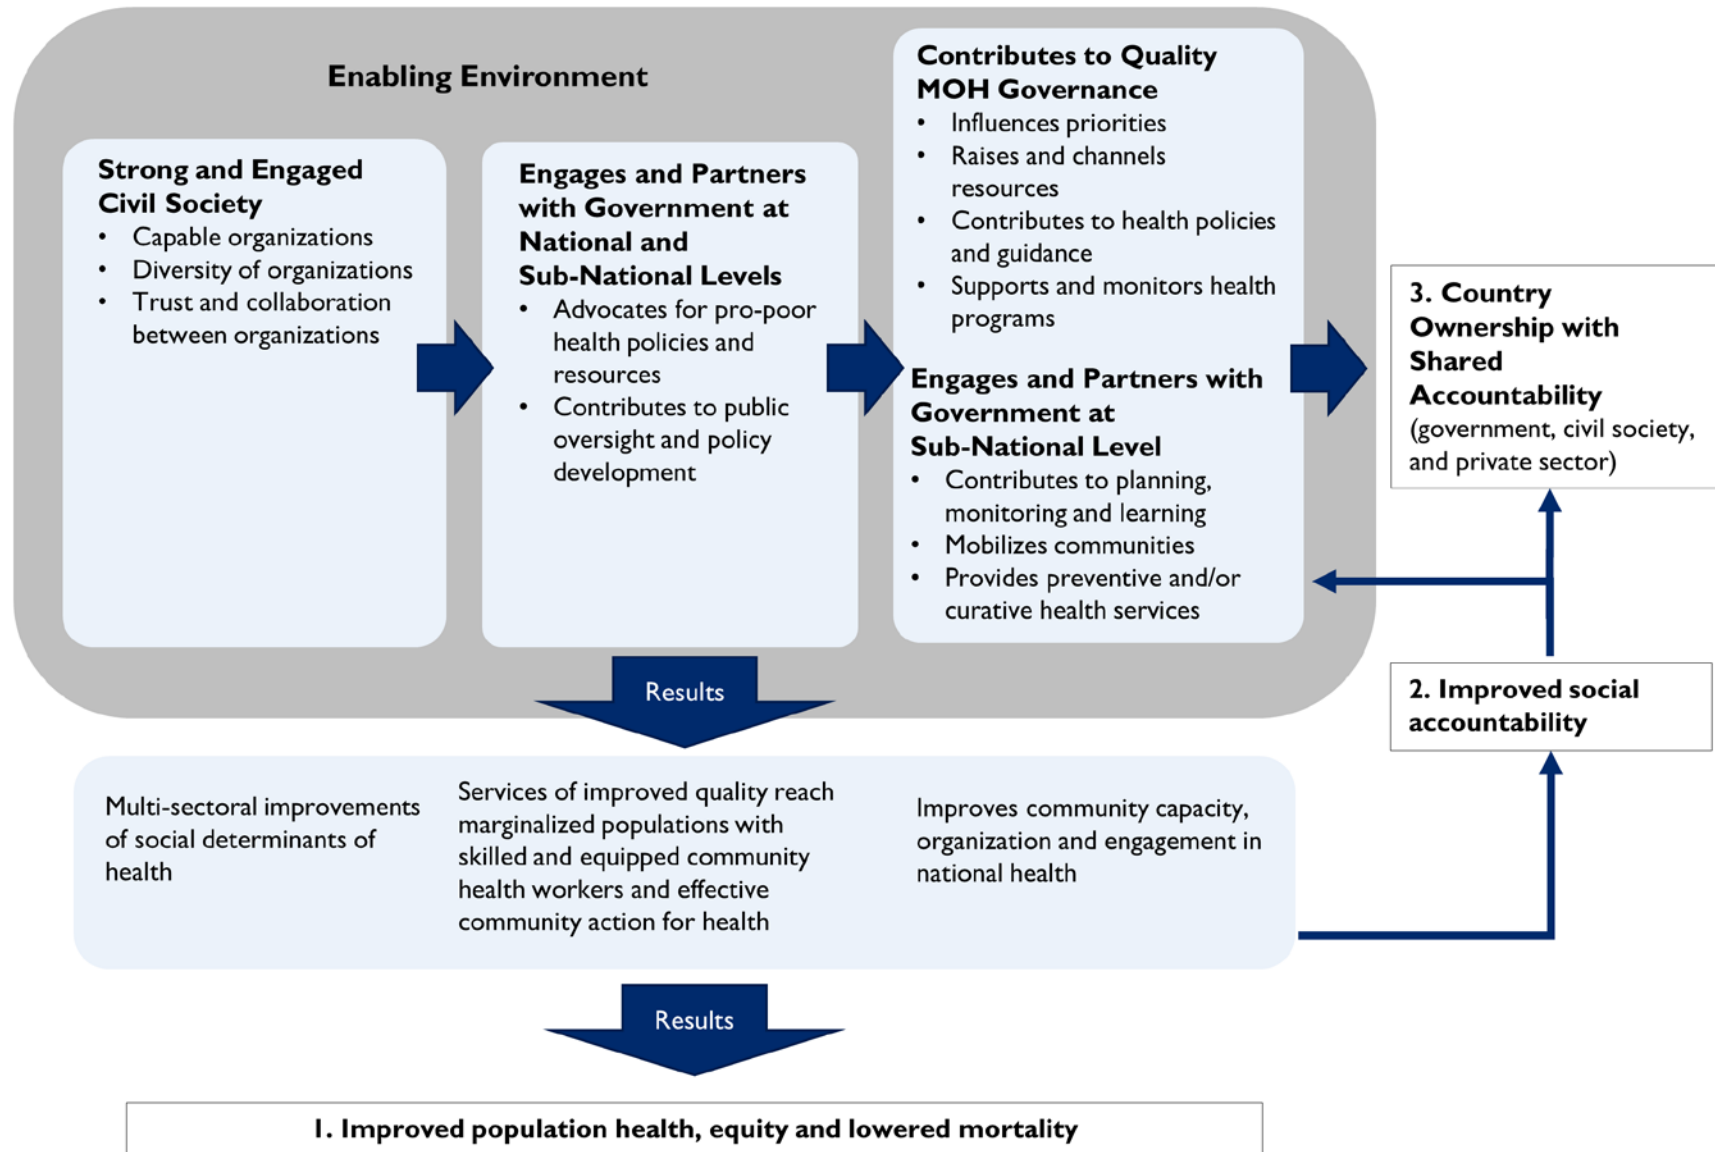 Enabling Environment
Strong and Engaged
Civil Society
• Capable organizations
• Diversity of organizations
• Trust and collaboration
between organizations
Engages and Partners
with Government at
National and
Sub-National Levels
• Advocates for pro-poor
health policies and
resources
• Contributes to public
oversight and policy
development
Contributes to Quality
MOH Governance
• Influences priorities
• Raises and channels
resources
• Contributes to health policies
and guidance
• Supports and monitors health
programs
Engages and Partners with
Government at
Sub-National Level
• Contributes to planning,
monitoring and learning
• Mobilizes communities
• Provides preventive and/or
curative health services
3. Country
Ownership with
Shared
Accountability
(government, civil society,
and private sector)
2. Improved social
accountability
Results
Multi-sectoral improvements
of social determinants of
health
Services of improved quality reach
marginalized populations with
skilled and equipped community
health workers and effective
community action for health
Improves community capacity,
organization and engagement in
national health
Results
1. Improved population health, equity and lowered mortality